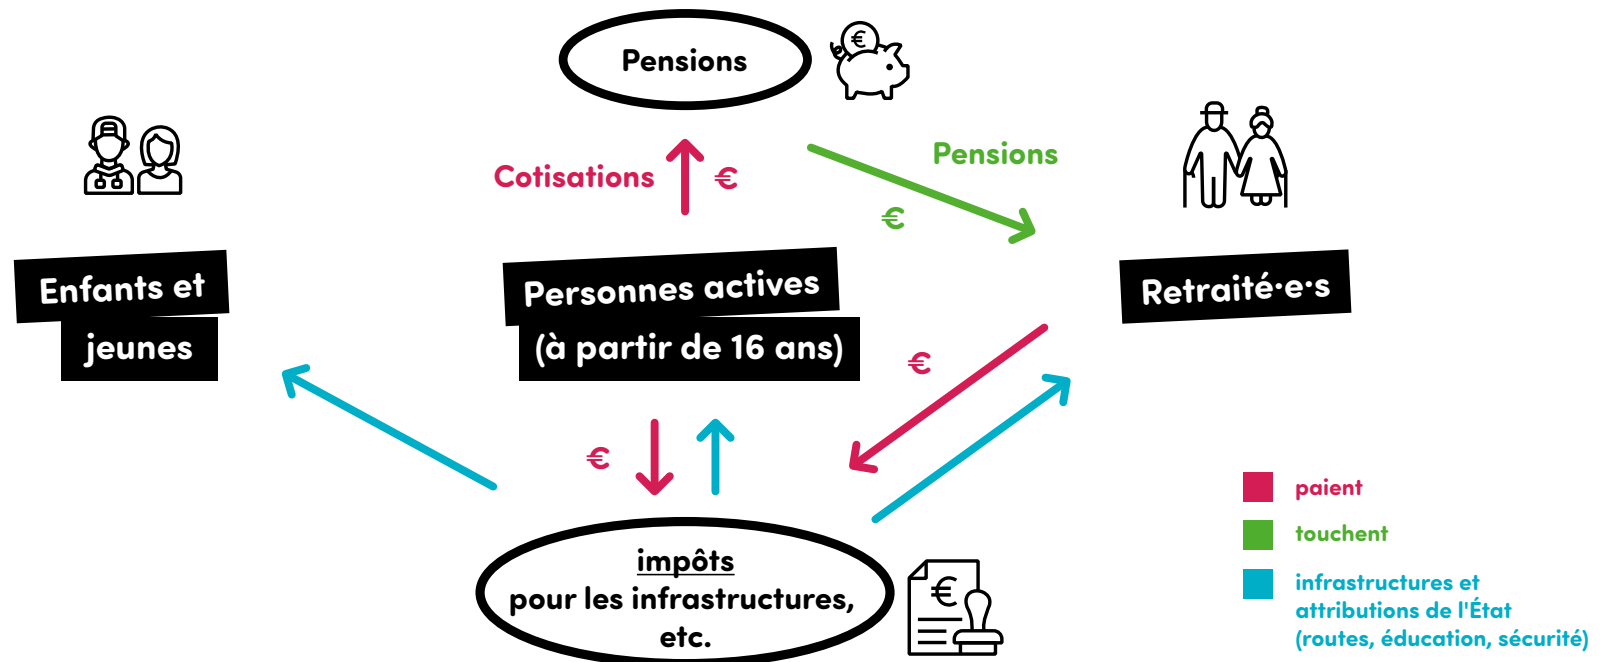 Pensions
€
Cotisations
€
Pensions
€
Enfants et
jeunes
Personnes actives
(à partir de 16 ans)
Retraité·e·s
€
€
impôts
pour les infrastructures,
etc.
€
paient
touchent
infrastructures et
attributions de l'État
(routes, éducation, sécurité)